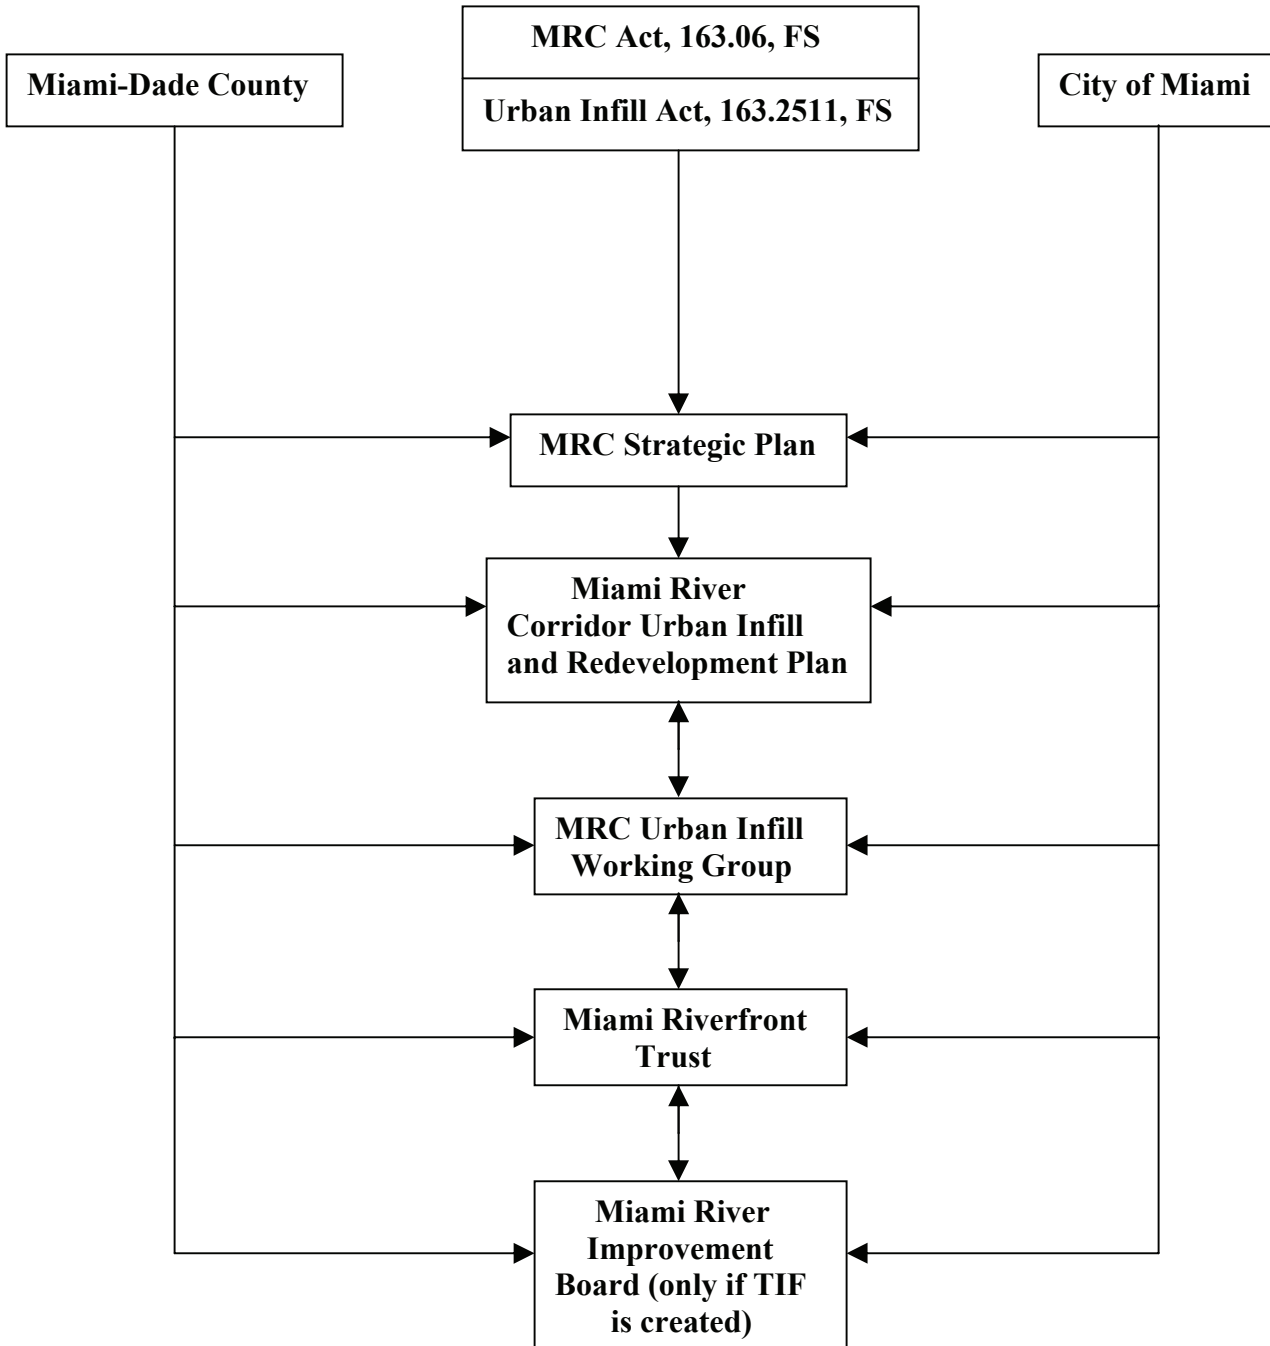 MRC Act, 163.06, FS
Miami-Dade County
City of Miami
Urban Infill Act, 163.2511, FS
MRC Strategic Plan
Miami River
Corridor Urban Infill
and Redevelopment Plan
MRC Urban Infill
Working Group
Miami Riverfront
Trust
Miami River
Improvement
Board (only if TIF
is created)